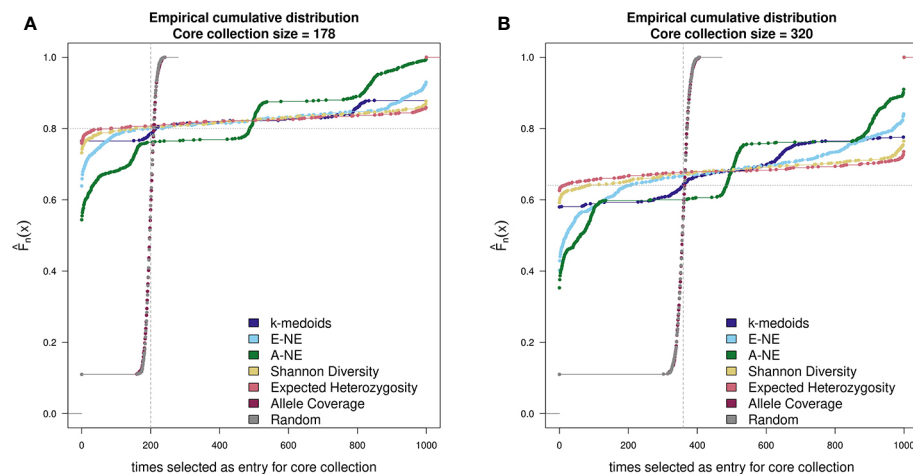 A
Empirical cumulative distribution
Core collection size = 178
F̂n(x)
1.0
0.8
0.6
0.4
0.2
0.0
k-medoids
E-NE
A-NE
Shannon Diversity
Expected Heterozygosity
Allele Coverage
Random
0 200 400 600 800 1000
times selected as entry for core collection
B
Empirical cumulative distribution
Core collection size = 320
F̂n(x)
1.0
0.8
0.6
0.4
0.2
0.0
k-medoids
E-NE
A-NE
Shannon Diversity
Expected Heterozygosity
Allele Coverage
Random
0 200 400 600 800 1000
times selected as entry for core collection